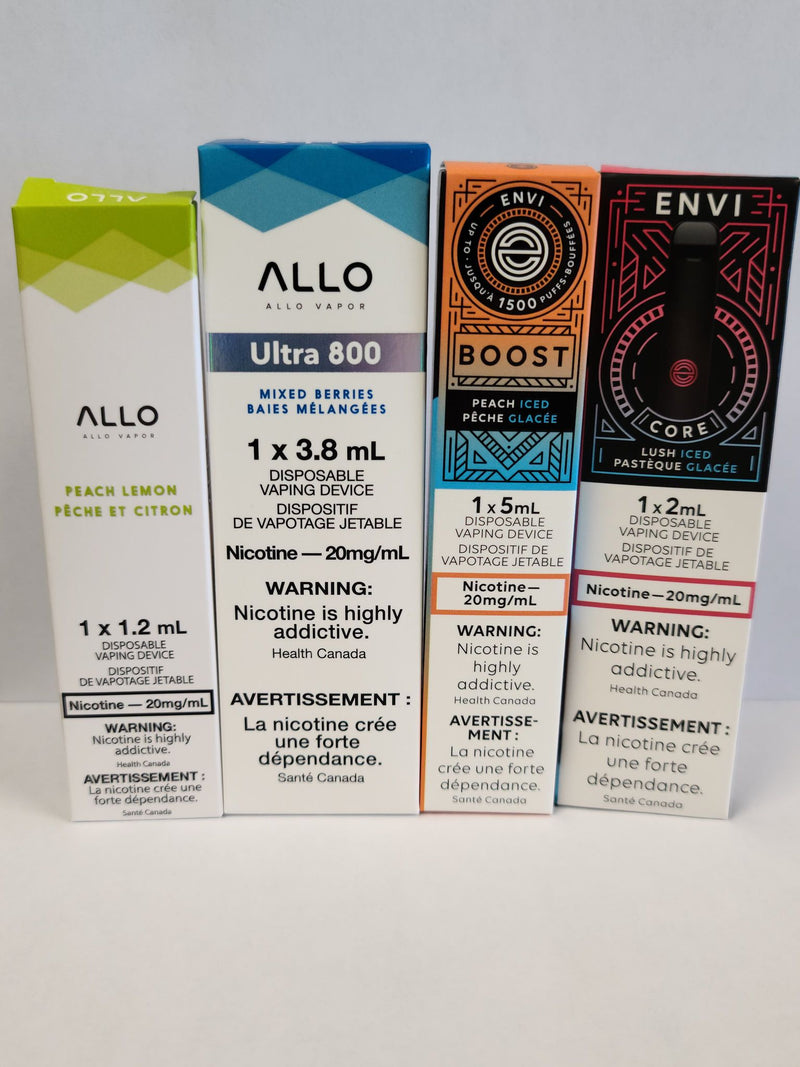 ALLO
ALLO
ALLO VAPOR
PEACH LEMON
PÊCHE ET CITRON
1 x 1.2 mL
DISPOSABLE
VAPING DEVICE
DISPOSITIF
DE VAPOTAGE JETABLE
Nicotine — 20mg/mL
WARNING:
Nicotine is highly
addictive.
Health Canada
AVERTISSEMENT :
La nicotine crée une
forte dépendance.
Santé Canada
ALLO
ALLO VAPOR
Ultra 800
MIXED BERRIES
BAIES MÉLANGÉES
1 x 3.8 mL
DISPOSABLE
VAPING DEVICE
DISPOSITIF
DE VAPOTAGE JETABLE
Nicotine — 20mg/mL
WARNING:
Nicotine is highly
addictive.
Health Canada
AVERTISSEMENT :
La nicotine crée
une forte
dépendance.
Santé Canada
ENVI
UP TO · JUSQU'À 1500 PUFFS · BOUFFÉES
BOOST
PEACH ICED
PÊCHE GLACÉE
1 x 5mL
DISPOSABLE
VAPING DEVICE
DISPOSITIF DE
VAPOTAGE JETABLE
Nicotine—
20mg/mL
WARNING:
Nicotine is
highly
addictive.
Health Canada
AVERTISSE-
MENT :
La nicotine
crée une forte
dépendance.
Santé Canada
ENVI
CORE
LUSH ICED
PASTÈQUE GLACÉE
1 x 2mL
DISPOSABLE
VAPING DEVICE
DISPOSITIF DE
VAPOTAGE JETABLE
Nicotine—20mg/mL
WARNING:
Nicotine is highly
addictive.
Health Canada
AVERTISSEMENT :
La nicotine crée
une forte
dépendance.
Santé Canada